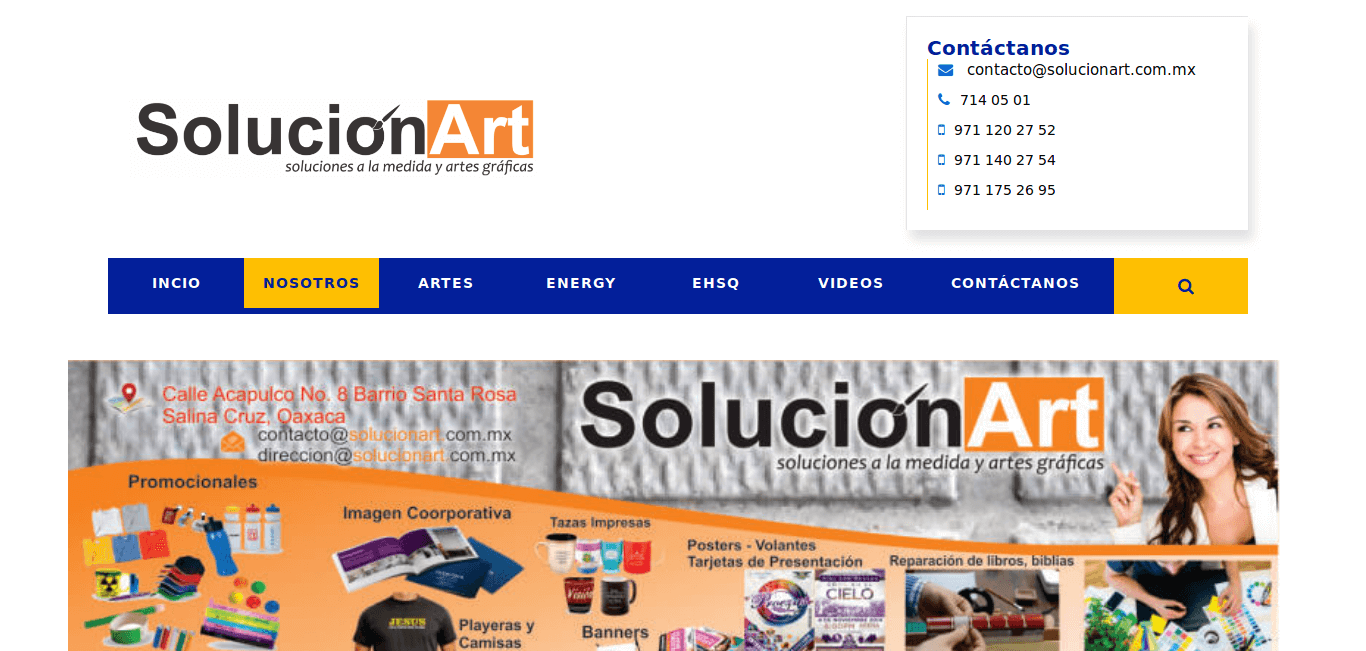 Contáctanos
contacto@solucionart.com.mx
714 05 01
971 120 27 52
971 140 27 54
971 175 26 95
SolucionArt
soluciones a la medida y artes gráficas
INCIO NOSOTROS ARTES ENERGY EHSQ VIDEOS CONTÁCTANOS
Calle Acapulco No. 8 Barrio Santa Rosa
Salina Cruz, Oaxaca
contacto@solucionart.com.mx
direccion@solucionart.com.mx
SolucionArt
soluciones a la medida y artes gráficas
Promocionales
Imagen Coorporativa
Tazas Impresas
Posters - Volantes
Tarjetas de Presentación
Reparación de libros, biblias
Visión
CIELO
JESUS
Playeras y
Camisas
Banners